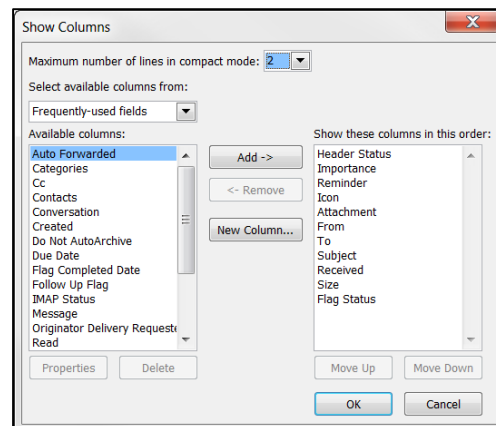 Show Columns
X
Maximum number of lines in compact mode: 2
Select available columns from:
Frequently-used fields
Available columns:
Auto Forwarded
Categories
Cc
Contacts
Conversation
Created
Do Not AutoArchive
Due Date
Flag Completed Date
Follow Up Flag
IMAP Status
Message
Originator Delivery Requeste
Read
Properties
Delete
Add ->
<- Remove
New Column...
Show these columns in this order:
Header Status
Importance
Reminder
Icon
Attachment
From
To
Subject
Received
Size
Flag Status
Move Up
Move Down
OK
Cancel